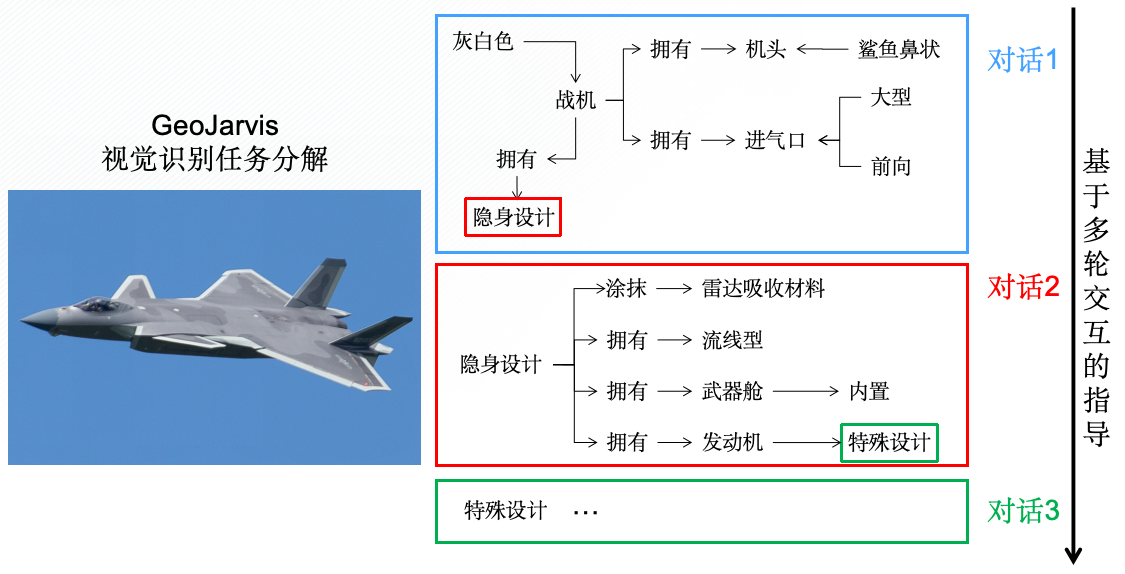 GeoJarvis
视觉识别任务分解
灰白色
战机
拥有
机头
鲨鱼鼻状
拥有
进气口
大型
前向
拥有
隐身设计
对话1
隐身设计
涂抹
雷达吸收材料
拥有
流线型
拥有
武器舱
内置
拥有
发动机
特殊设计
对话2
特殊设计 ...
对话3
基于多轮交互的指导